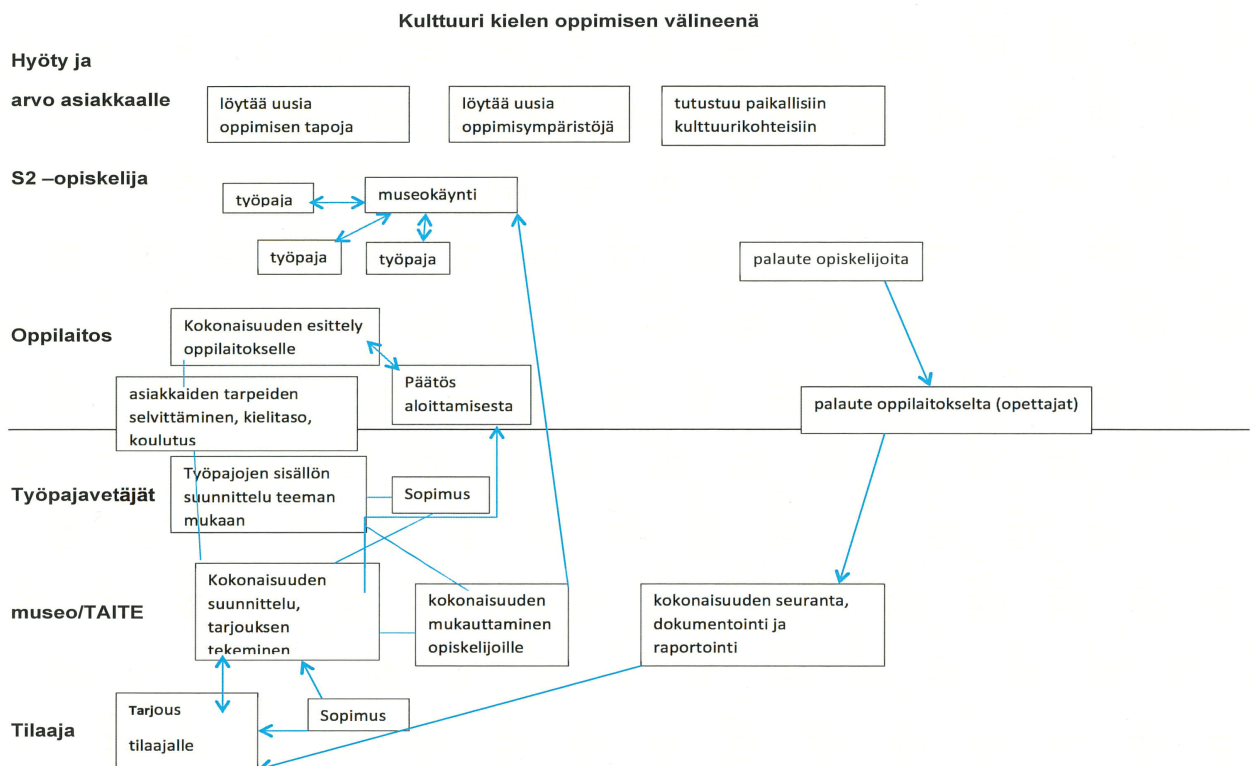 Kulttuuri kielen oppimisen välineenä
Hyöty ja
arvo asiakkaalle
löytää uusia
oppimisen tapoja
löytää uusia
oppimisympäristöjä
tutustuu paikallisiin
kulttuurikohteisiin
S2 –opiskelija
työpaja
museokäynti
työpaja
työpaja
palaute opiskelijoita
Oppilaitos
Kokonaisuuden esittely
oppilaitokselle
Päätös
aloittamisesta
asiakkaiden tarpeiden
selvittäminen, kielitaso,
koulutus
palaute oppilaitokselta (opettajat)
Työpajavetäjät
Työpajojen sisällön
suunnittelu teeman
mukaan
Sopimus
museo/TAITE
Kokonaisuuden
suunnittelu,
tarjouksen
tekeminen
kokonaisuuden
mukauttaminen
opiskelijoille
kokonaisuuden seuranta,
dokumentointi ja
raportointi
Tilaaja
Tarjous
tilaajalle
Sopimus